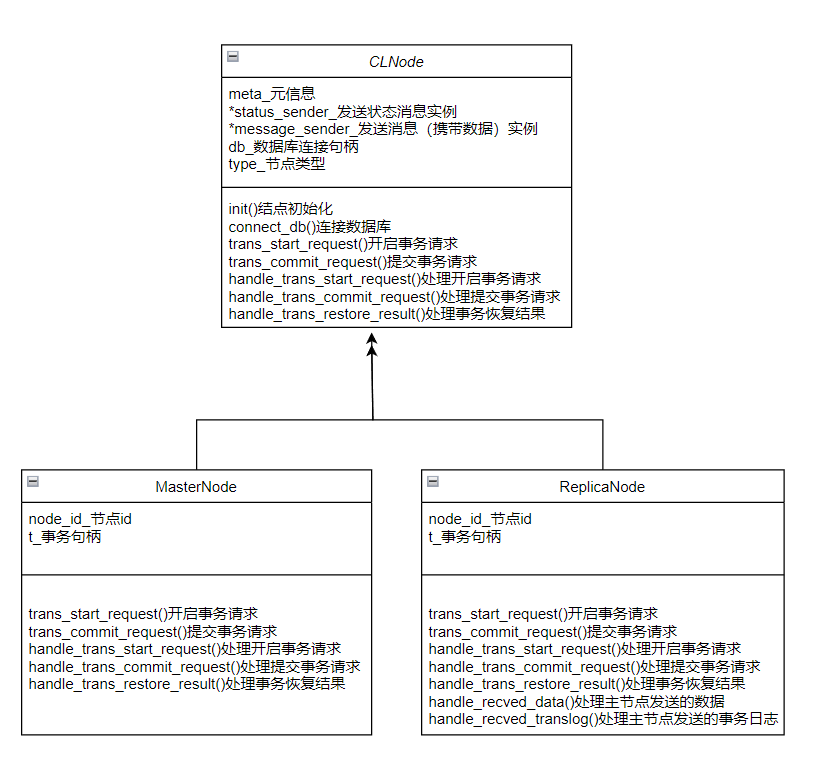 CLNode
meta_元信息
*status_sender_发送状态消息实例
*message_sender_发送消息（携带数据）实例
db_数据库连接句柄
type_节点类型
init()结点初始化
connect_db()连接数据库
trans_start_request()开启事务请求
trans_commit_request()提交事务请求
handle_trans_start_request()处理开启事务请求
handle_trans_commit_request()处理提交事务请求
handle_trans_restore_result()处理事务恢复结果
MasterNode
node_id_节点id
t_事务句柄
trans_start_request()开启事务请求
trans_commit_request()提交事务请求
handle_trans_start_request()处理开启事务请求
handle_trans_commit_request()处理提交事务请求
handle_trans_restore_result()处理事务恢复结果
ReplicaNode
node_id_节点id
t_事务句柄
trans_start_request()开启事务请求
trans_commit_request()提交事务请求
handle_trans_start_request()处理开启事务请求
handle_trans_commit_request()处理提交事务请求
handle_trans_restore_result()处理事务恢复结果
handle_recved_data()处理主节点发送的数据
handle_recved_translog()处理主节点发送的事务日志